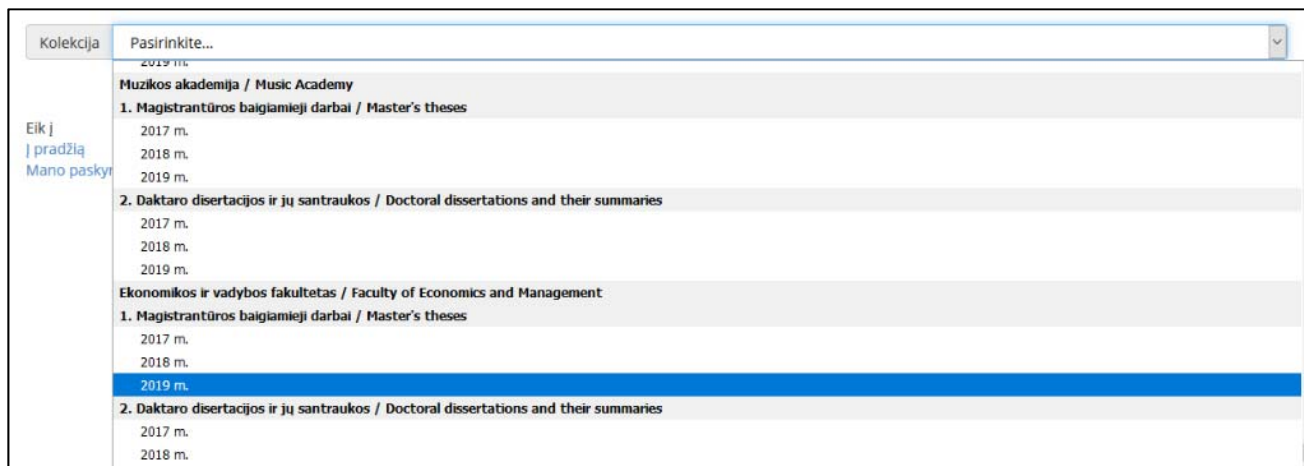 Kolekcija
Pasirinkite...
2019 m.
Muzikos akademija / Music Academy
1. Magistrantūros baigiamieji darbai / Master's theses
2017 m.
2018 m.
2019 m.
2. Daktaro disertacijos ir jų santraukos / Doctoral dissertations and their summaries
2017 m.
2018 m.
2019 m.
Ekonomikos ir vadybos fakultetas / Faculty of Economics and Management
1. Magistrantūros baigiamieji darbai / Master's theses
2017 m.
2018 m.
2019 m.
2. Daktaro disertacijos ir jų santraukos / Doctoral dissertations and their summaries
2017 m.
2018 m.
Eik į
Į pradžią
Mano paskyr